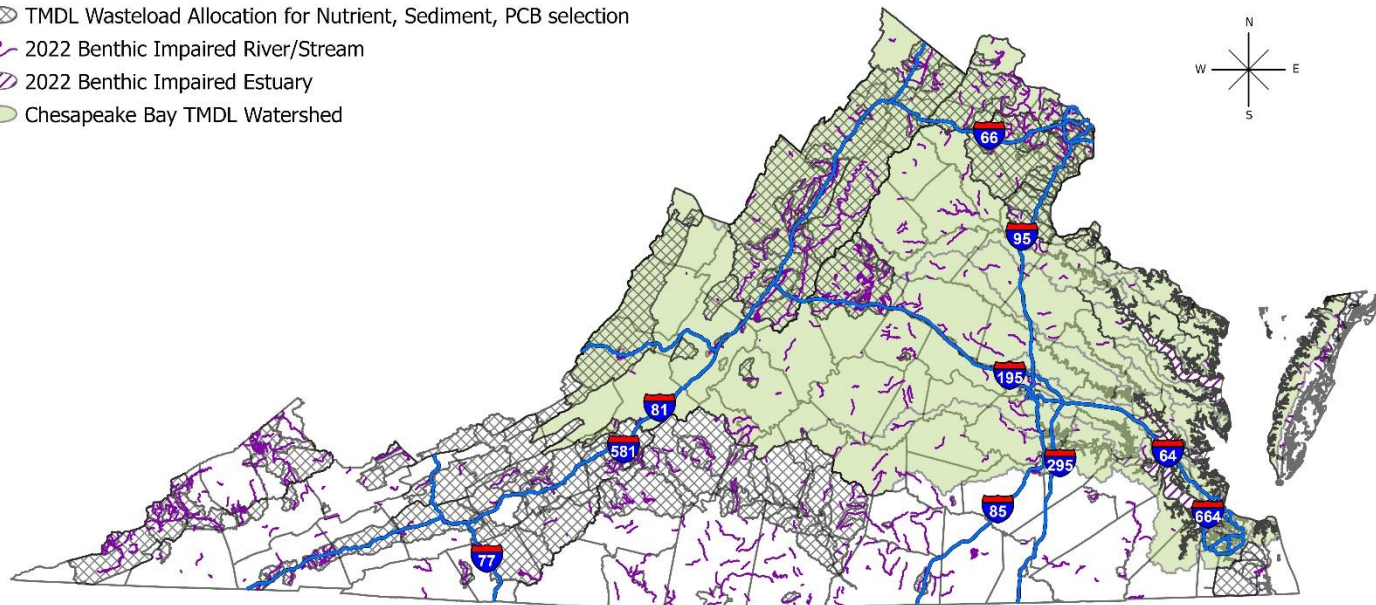 TMDL Wasteload Allocation for Nutrient, Sediment, PCB selection
2022 Benthic Impaired River/Stream
2022 Benthic Impaired Estuary
Chesapeake Bay TMDL Watershed
N
W E
S
66
95
195
81
581
64
295
85
664
77